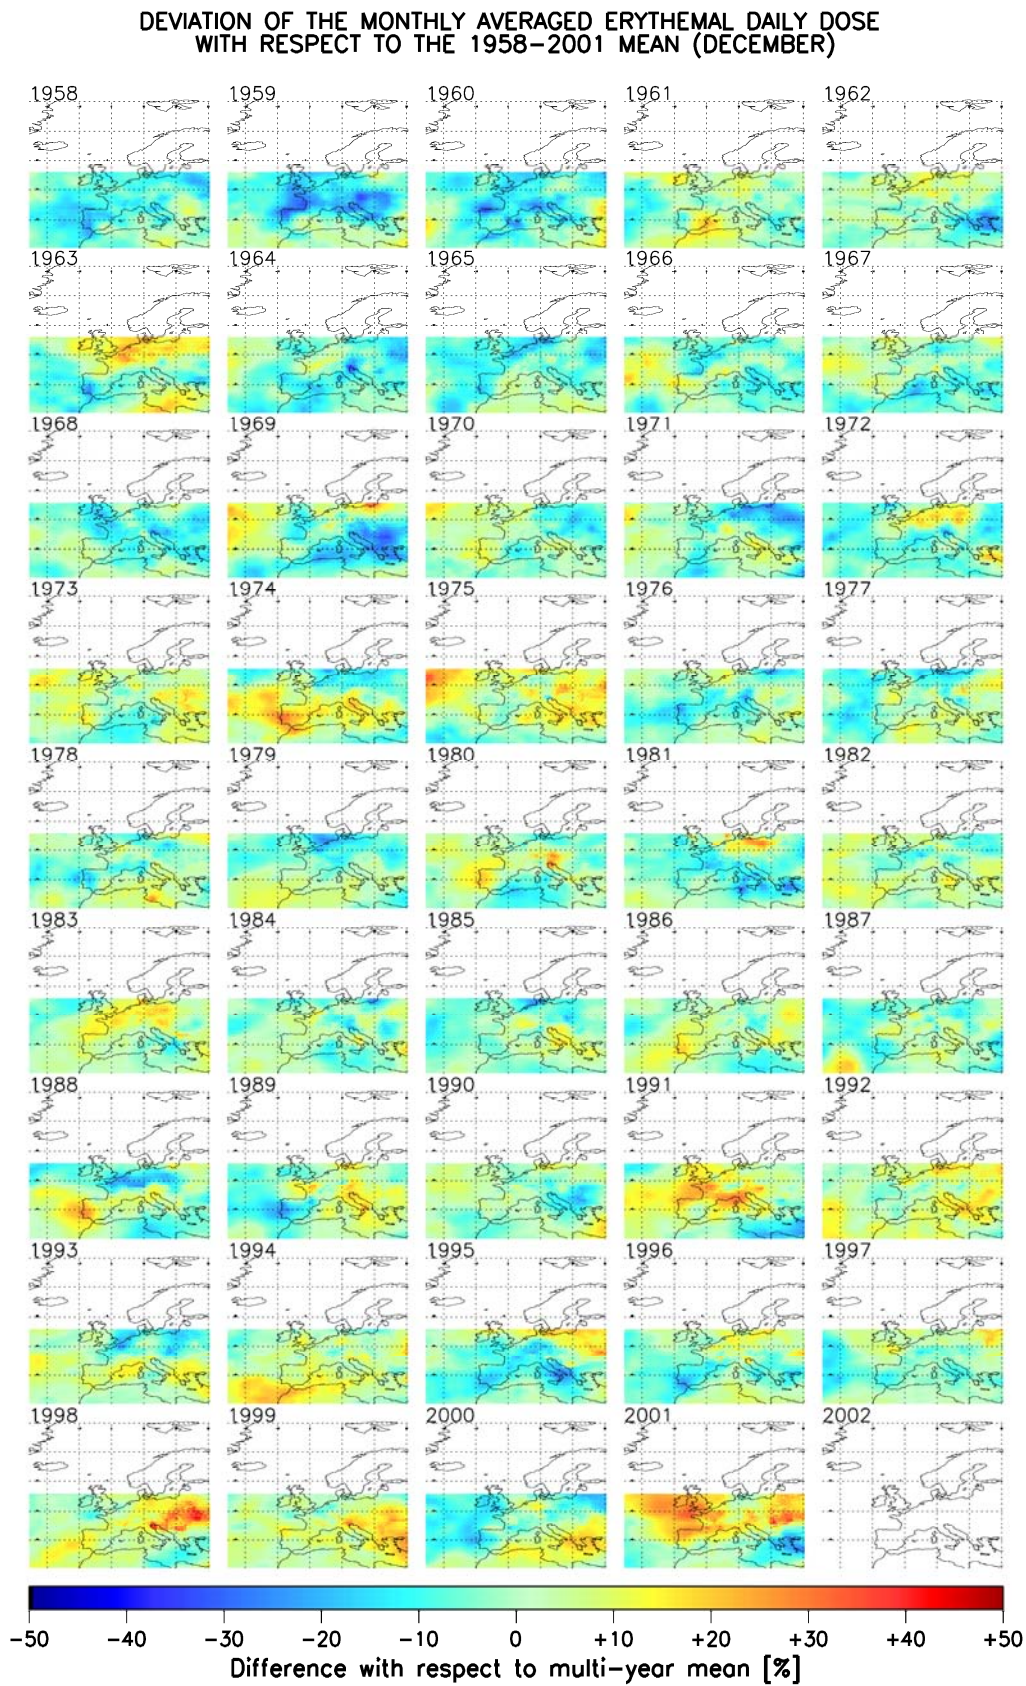 DEVIATION OF THE MONTHLY AVERAGED ERYTHEMAL DAILY DOSE
WITH RESPECT TO THE 1958-2001 MEAN (DECEMBER)
1958 1959 1960 1961 1962
1963 1964 1965 1966 1967
1968 1969 1970 1971 1972
1973 1974 1975 1976 1977
1978 1979 1980 1981 1982
1983 1984 1985 1986 1987
1988 1989 1990 1991 1992
1993 1994 1995 1996 1997
1998 1999 2000 2001 2002
-50 -40 -30 -20 -10 0 +10 +20 +30 +40 +50
Difference with respect to multi-year mean [%]